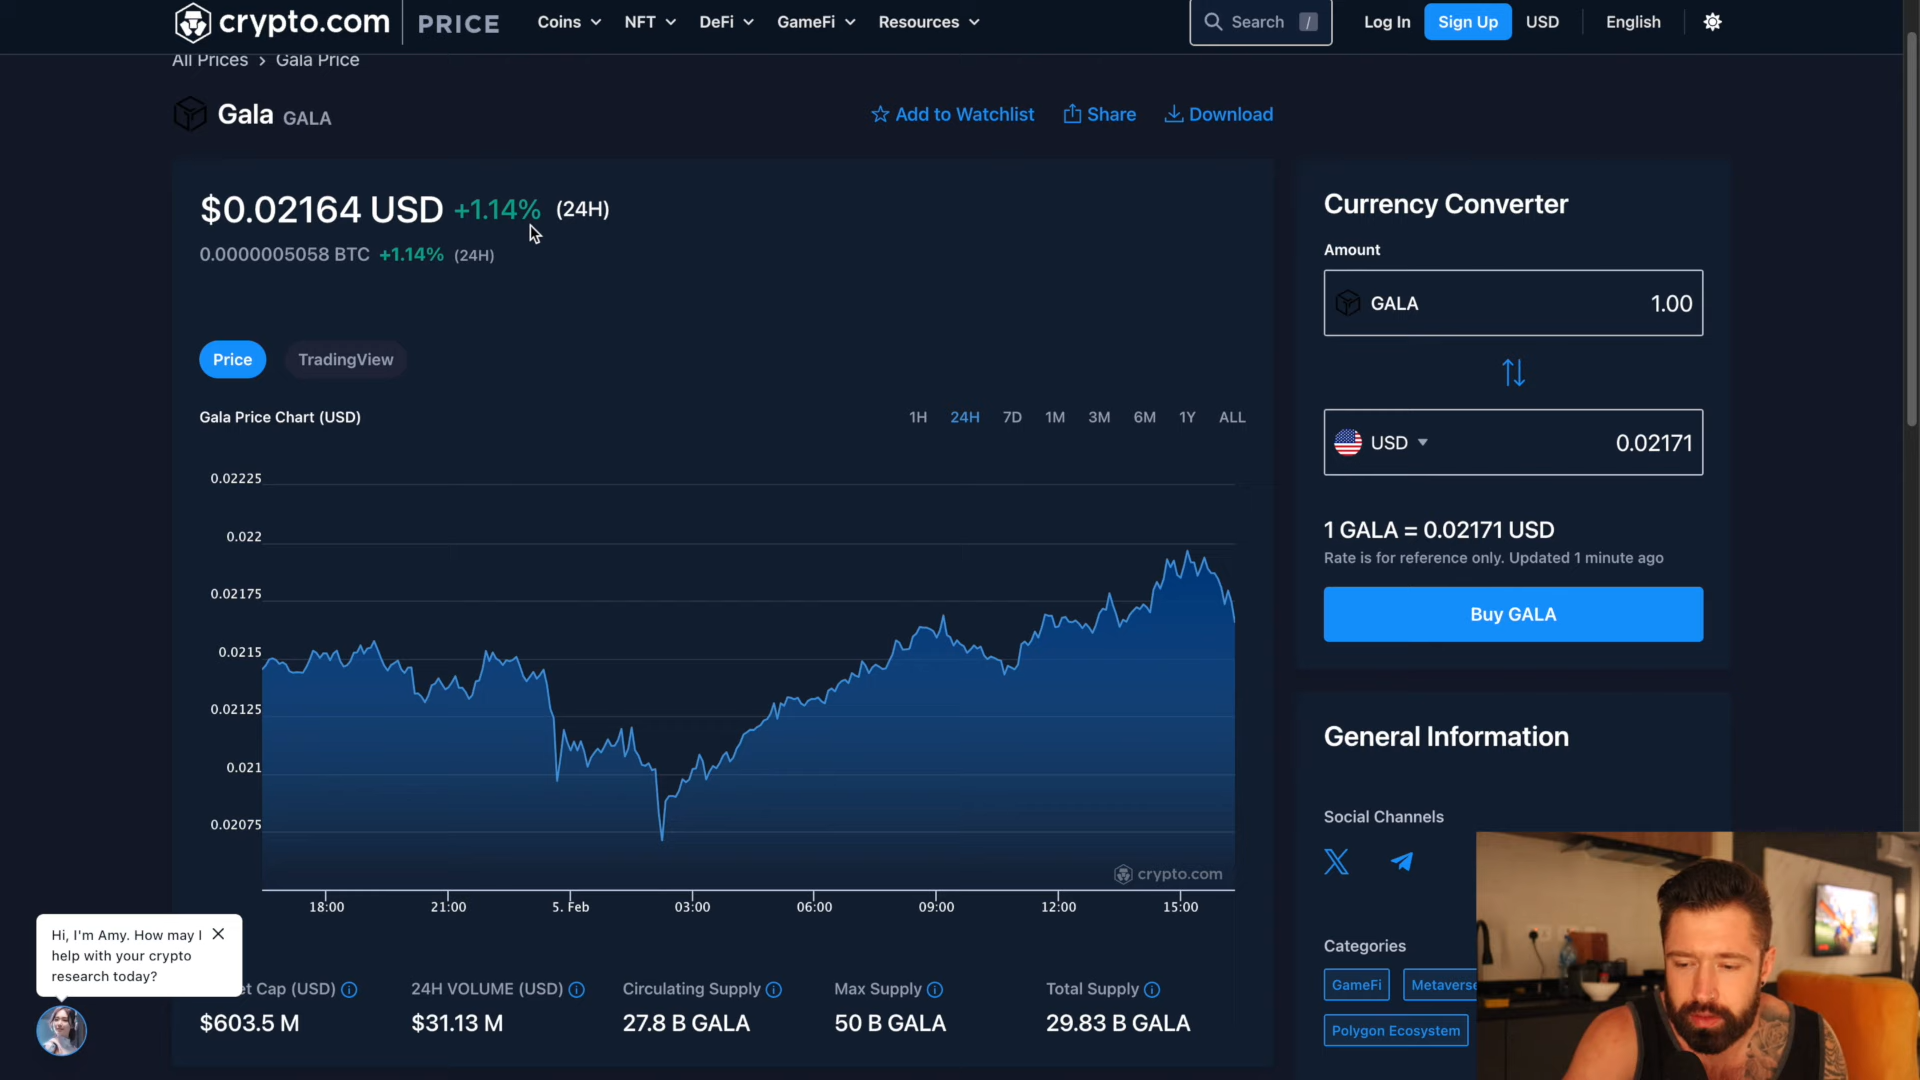 crypto.com PRICE Coins NFT DeFi GameFi Resources Search / Log In Sign Up USD English
All Prices > Gala Price
Gala GALA
Add to Watchlist Share Download
$0.02164 USD +1.14% (24H)
0.0000005058 BTC +1.14% (24H)
Price TradingView
Gala Price Chart (USD)
1H 24H 7D 1M 3M 6M 1Y ALL
0.02225
0.022
0.02175
0.0215
0.02125
0.021
0.02075
crypto.com
18:00 21:00 5. Feb 03:00 06:00 09:00 12:00 15:00
Hi, I'm Amy. How may I
help with your crypto
research today?
Cap (USD) 24H VOLUME (USD) Circulating Supply Max Supply Total Supply
$603.5 M $31.13 M 27.8 B GALA 50 B GALA 29.83 B GALA
Currency Converter
Amount
GALA 1.00
USD 0.02171
1 GALA = 0.02171 USD
Rate is for reference only. Updated 1 minute ago
Buy GALA
General Information
Social Channels
Categories
GameFi Metaverse
Polygon Ecosystem